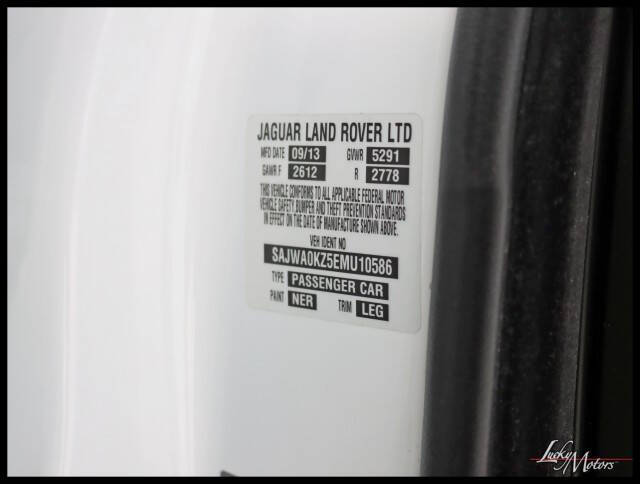 JAGUAR LAND ROVER LTD
MFD DATE 09/13 GVWR 5291
GAWR F 2612 R 2778
THIS VEHICLE CONFORMS TO ALL APPLICABLE FEDERAL MOTOR
VEHICLE SAFETY BUMPER AND THEFT PREVENTION STANDARDS
IN EFFECT ON THE DATE OF MANUFACTURE SHOWN ABOVE.
VEH IDENT NO
SAJWA0KZ5EMU10586
TYPE PASSENGER CAR
PAINT NER TRIM LEG
Lucky
Motors